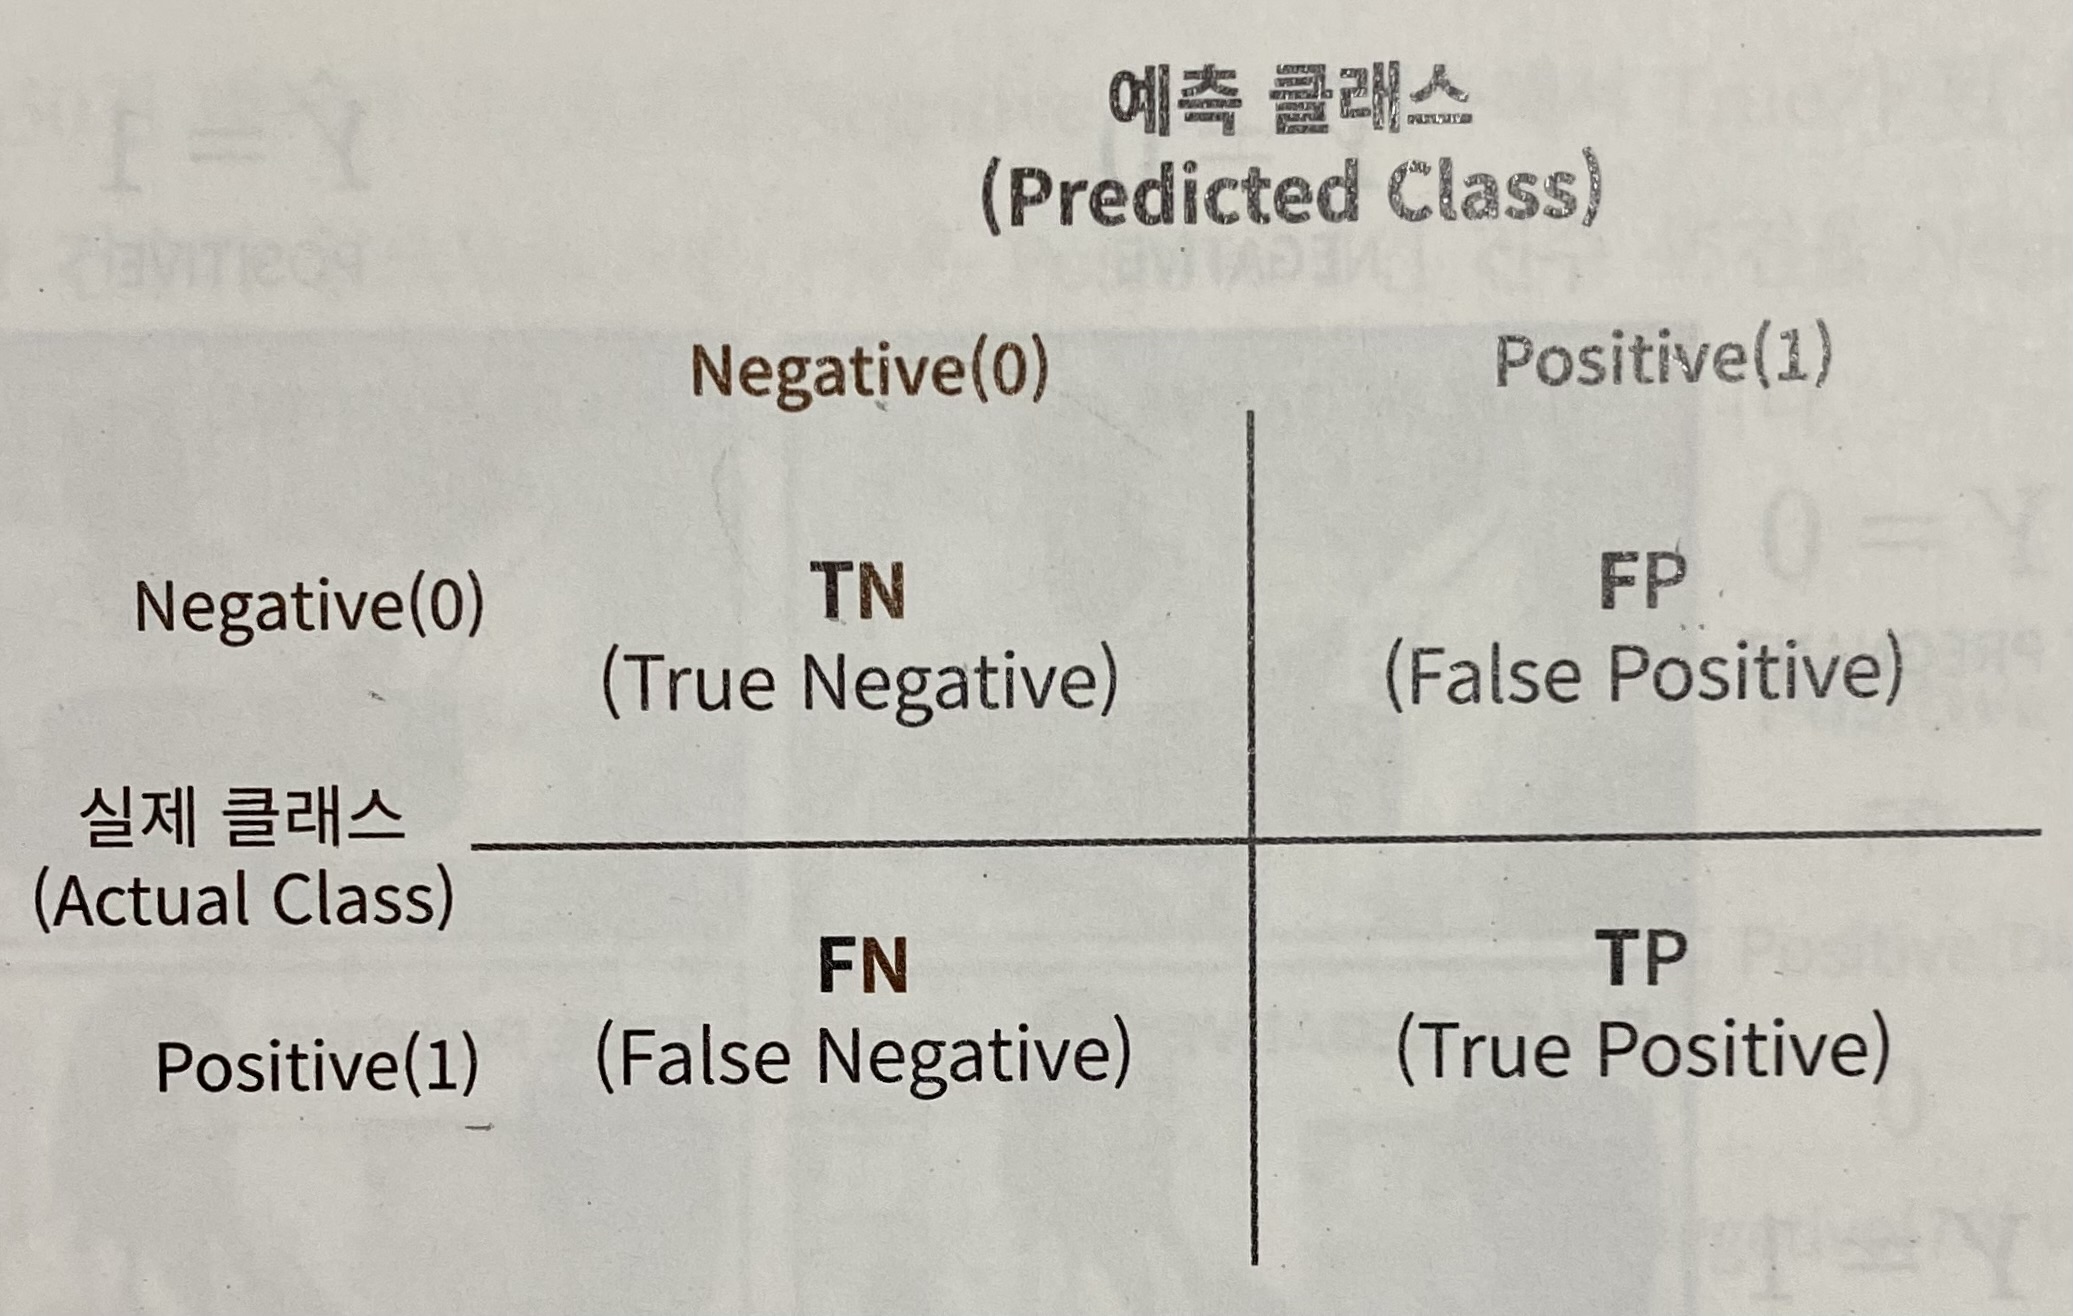 예측 클래스
(Predicted Class)
Negative(0) Positive(1)
Negative(0) TN FP
(True Negative) (False Positive)
실제 클래스
(Actual Class)
FN TP
Positive(1) (False Negative) (True Positive)